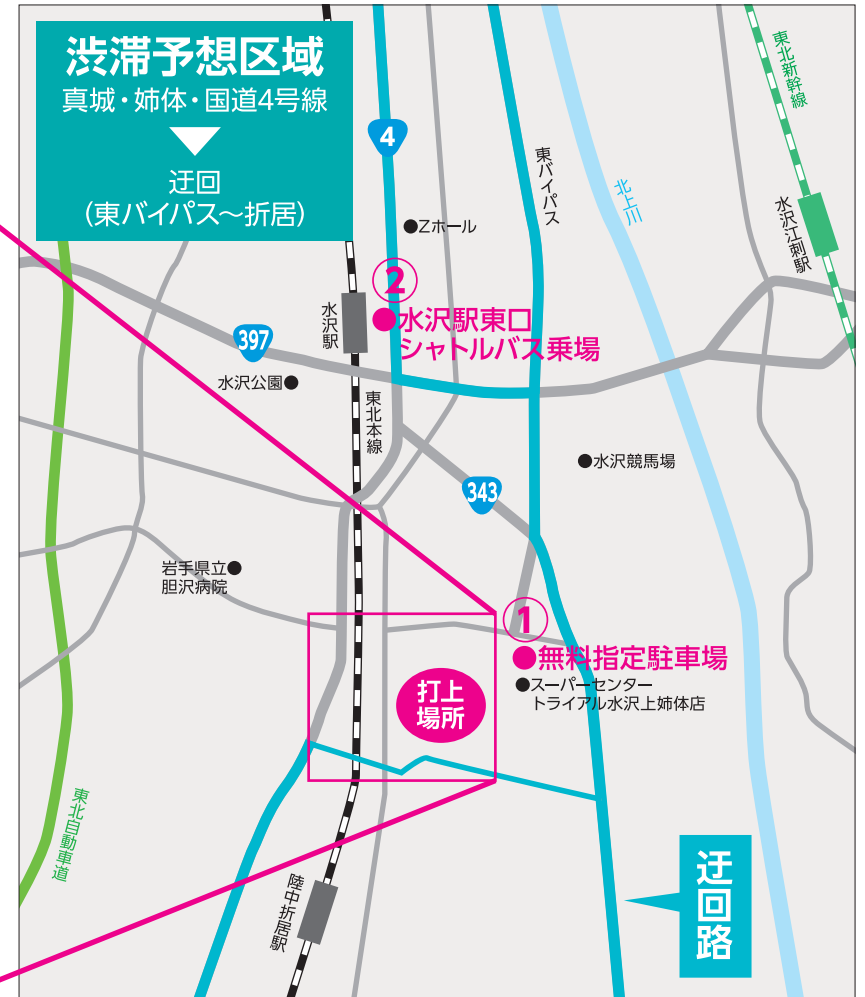 渋滞予想区域
真城・姉体・国道4号線
迂回
（東バイパス～折居）
4
東バイパス
北上川
東北新幹線
水沢江刺駅
●Zホール
②
水沢駅東口
シャトルバス乗場
水沢駅
397
水沢公園●
東北本線
343
●水沢競馬場
岩手県立●
胆沢病院
①
無料指定駐車場
●スーパーセンター
トライアル水沢上姉体店
打上
場所
東北自動車道
陸中折居駅
迂回路